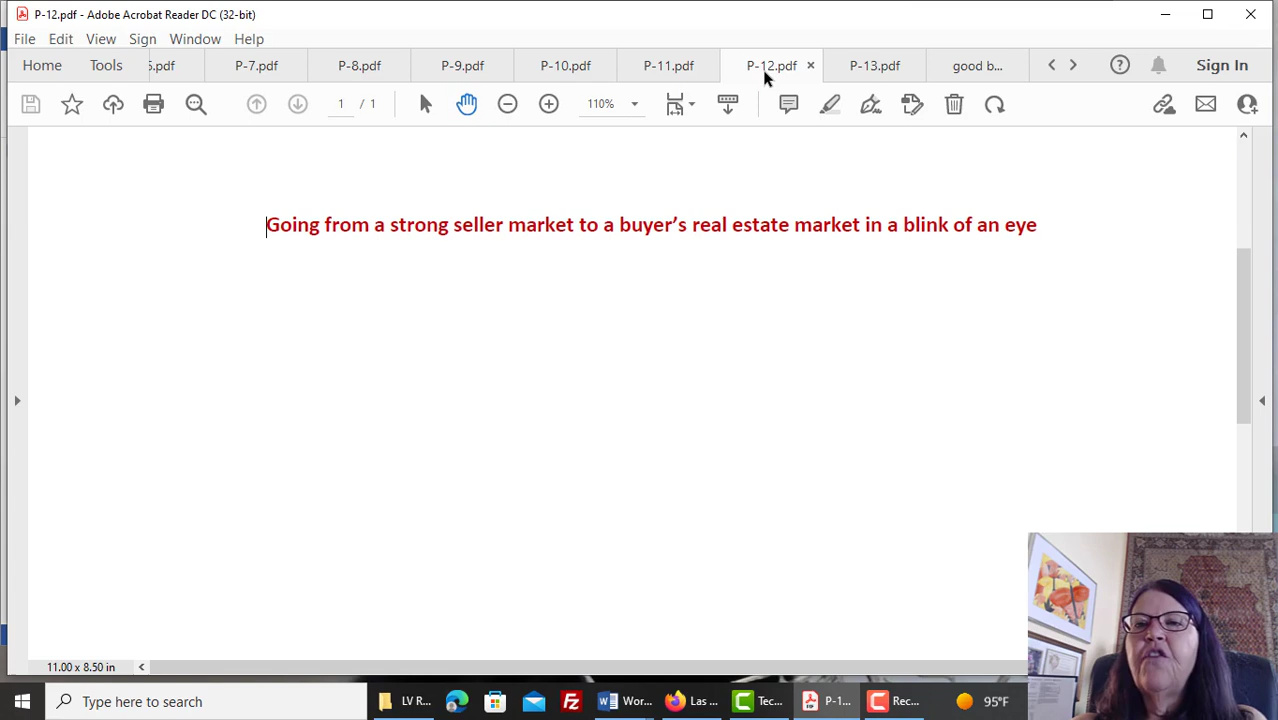 P-12.pdf - Adobe Acrobat Reader DC (32-bit)
File Edit View Sign Window Help
Home Tools 5.pdf P-7.pdf P-8.pdf P-9.pdf P-10.pdf P-11.pdf P-12.pdf P-13.pdf good b... Sign In
1 / 1 110%
Going from a strong seller market to a buyer’s real estate market in a blink of an eye
11.00 x 8.50 in
Type here to search LV R... Wor... Las ... Tec... P-1... Rec... 95°F